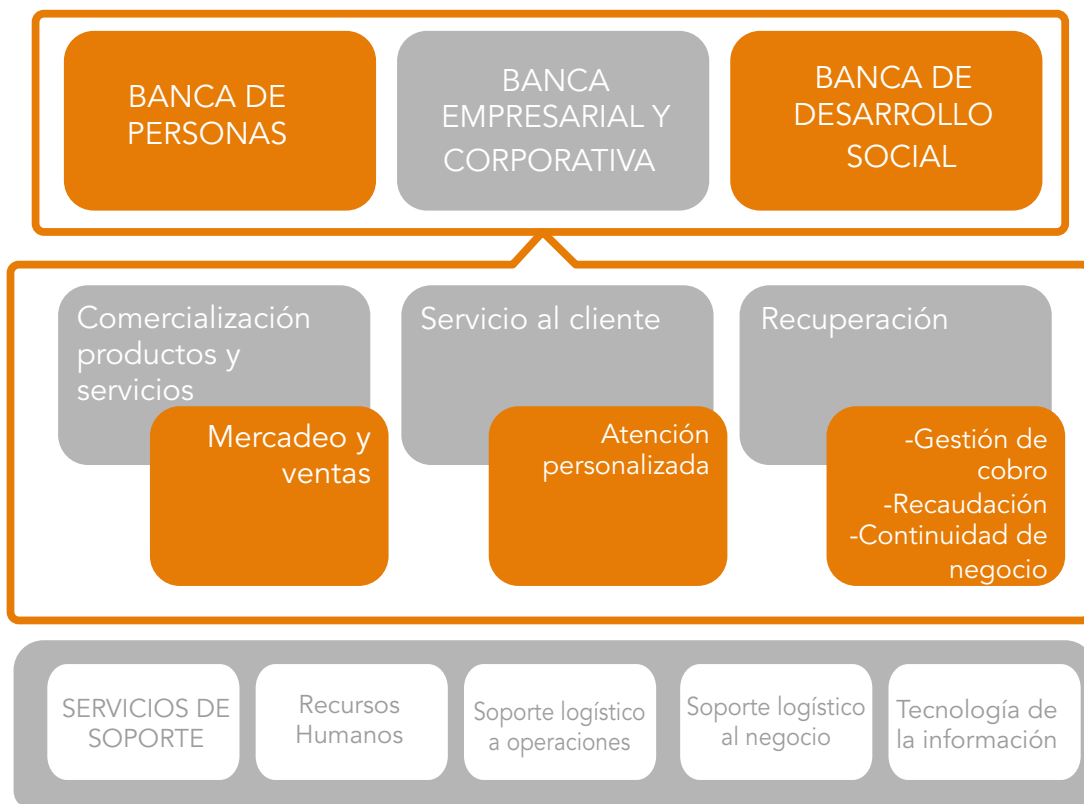 BANCA DE
PERSONAS
BANCA
EMPRESARIAL Y
CORPORATIVA
BANCA DE
DESARROLLO
SOCIAL
Comercialización
productos y
servicios
Mercadeo y
ventas
Servicio al cliente
Atención
personalizada
Recuperación
-Gestión de
cobro
-Recaudación
-Continuidad de
negocio
SERVICIOS DE
SOPORTE
Recursos
Humanos
Soporte logístico
a operaciones
Soporte logístico
al negocio
Tecnología de
la información